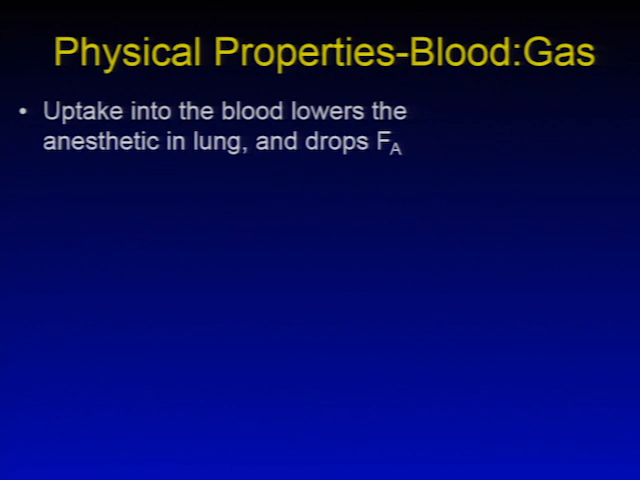 Physical Properties-Blood:Gas
• Uptake into the blood lowers the
anesthetic in lung, and drops FA